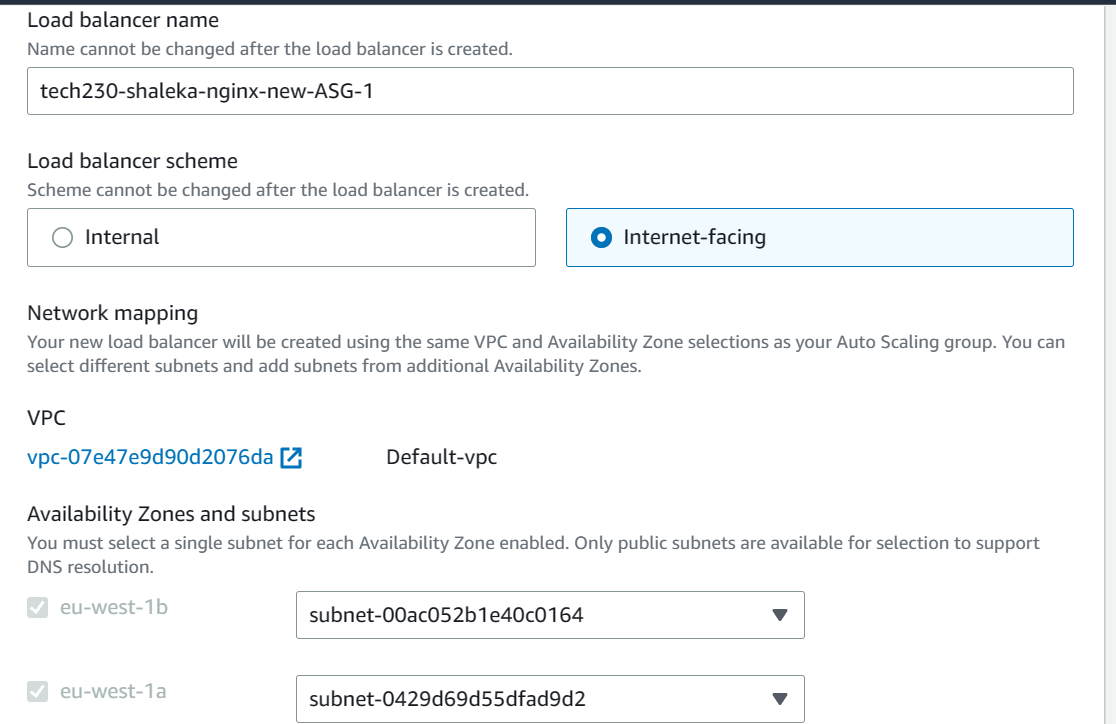 Load balancer name
Name cannot be changed after the load balancer is created.
tech230-shaleka-nginx-new-ASG-1
Load balancer scheme
Scheme cannot be changed after the load balancer is created.
Internal
Internet-facing
Network mapping
Your new load balancer will be created using the same VPC and Availability Zone selections as your Auto Scaling group. You can
select different subnets and add subnets from additional Availability Zones.
VPC
vpc-07e47e9d90d2076da
Default-vpc
Availability Zones and subnets
You must select a single subnet for each Availability Zone enabled. Only public subnets are available for selection to support
DNS resolution.
eu-west-1b
subnet-00ac052b1e40c0164
eu-west-1a
subnet-0429d69d55dfad9d2